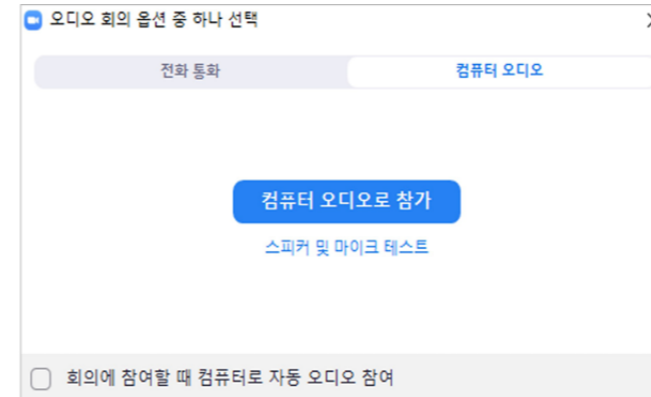 오디오 회의 옵션 중 하나 선택
전화 통화
컴퓨터 오디오
컴퓨터 오디오로 참가
스피커 및 마이크 테스트
회의에 참여할 때 컴퓨터로 자동 오디오 참여